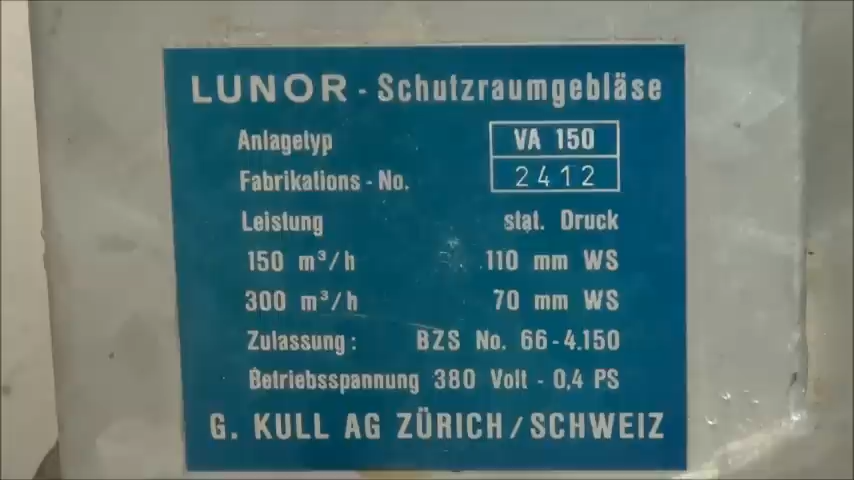 LUNOR - Schutzraumgebläse
Anlagetyp VA 150
Fabrikations - No. 2412
Leistung stat. Druck
150 m³/h 110 mm WS
300 m³/h 70 mm WS
Zulassung: BZS No. 66-4.150
Betriebsspannung 380 Volt - 0,4 PS
G. KULL AG ZÜRICH/SCHWEIZ